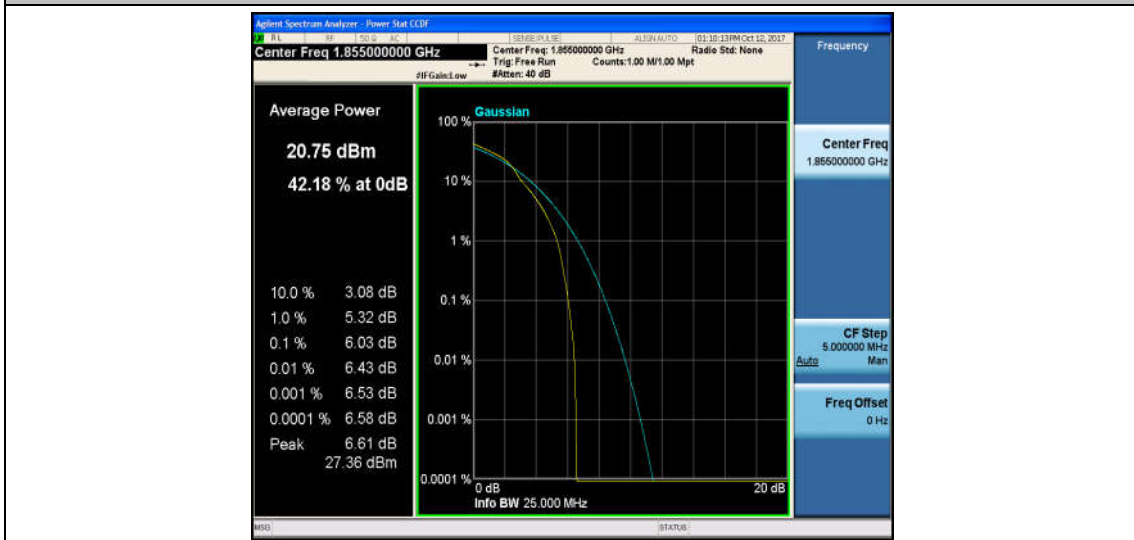 Agilent Spectrum Analyzer - Power Stat CCDF
RL RF 50 Ω AC SENSE:PULSE ALIGN AUTO 01:10:13PM Oct 12, 2017
Center Freq 1.855000000 GHz
Center Freq: 1.855000000 GHz Radio Std: None
Trig: Free Run Counts:1.00 M/1.00 Mpt
#IFGain:Low #Atten: 40 dB
Frequency
Average Power
20.75 dBm
42.18 % at 0dB
10.0 % 3.08 dB
1.0 % 5.32 dB
0.1 % 6.03 dB
0.01 % 6.43 dB
0.001 % 6.53 dB
0.0001 % 6.58 dB
Peak 6.61 dB
27.36 dBm
Gaussian
100 %
10 %
1 %
0.1 %
0.01 %
0.001 %
0.0001 %
0 dB 20 dB
Info BW 25.000 MHz
Center Freq
1.855000000 GHz
CF Step
5.000000 MHz
Auto Man
Freq Offset
0 Hz
MSG STATUS